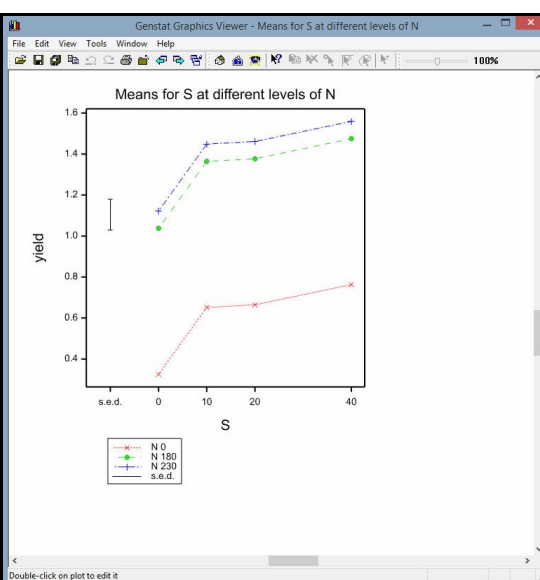 Genstat Graphics Viewer - Means for S at different levels of N
File Edit View Tools Window Help
100%
Means for S at different levels of N
1.6
1.4
1.2
1.0
0.8
0.6
0.4
yield
s.e.d. 0 10 20 40
S
N 0
N 180
N 230
s.e.d.
Double-click on plot to edit it